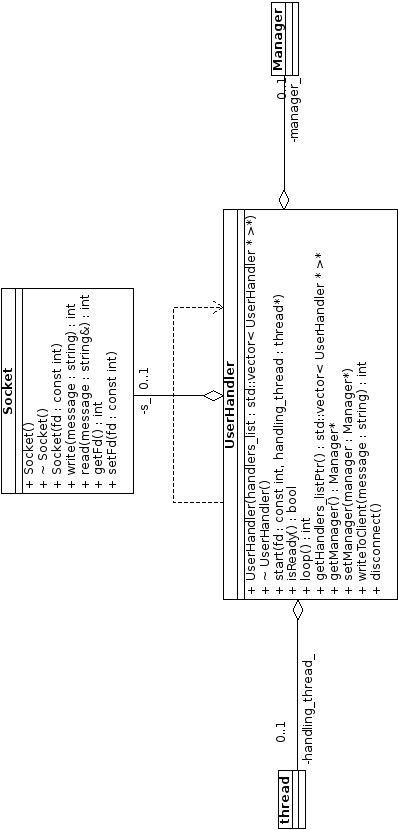 Socket
+ Socket()
+ ~ Socket()
+ Socket(fd : const int)
+ write(message : string) : int
+ read(message : string&) : int
+ getFd() : int
+ setFd(fd : const int)
-s_
0..1
thread
0..1
-handling_thread_
UserHandler
+ UserHandler(handlers_list : std::vector< UserHandler * >*)
+ ~ UserHandler()
+ start(fd : const int, handling_thread : thread*)
+ isReady() : bool
+ loop() : int
+ getHandlers_listPtr() : std::vector< UserHandler * >*
+ getManager() : Manager*
+ setManager(manager : Manager*)
+ writeToClient(message : string) : int
+ disconnect()
Manager
0..1
-manager_